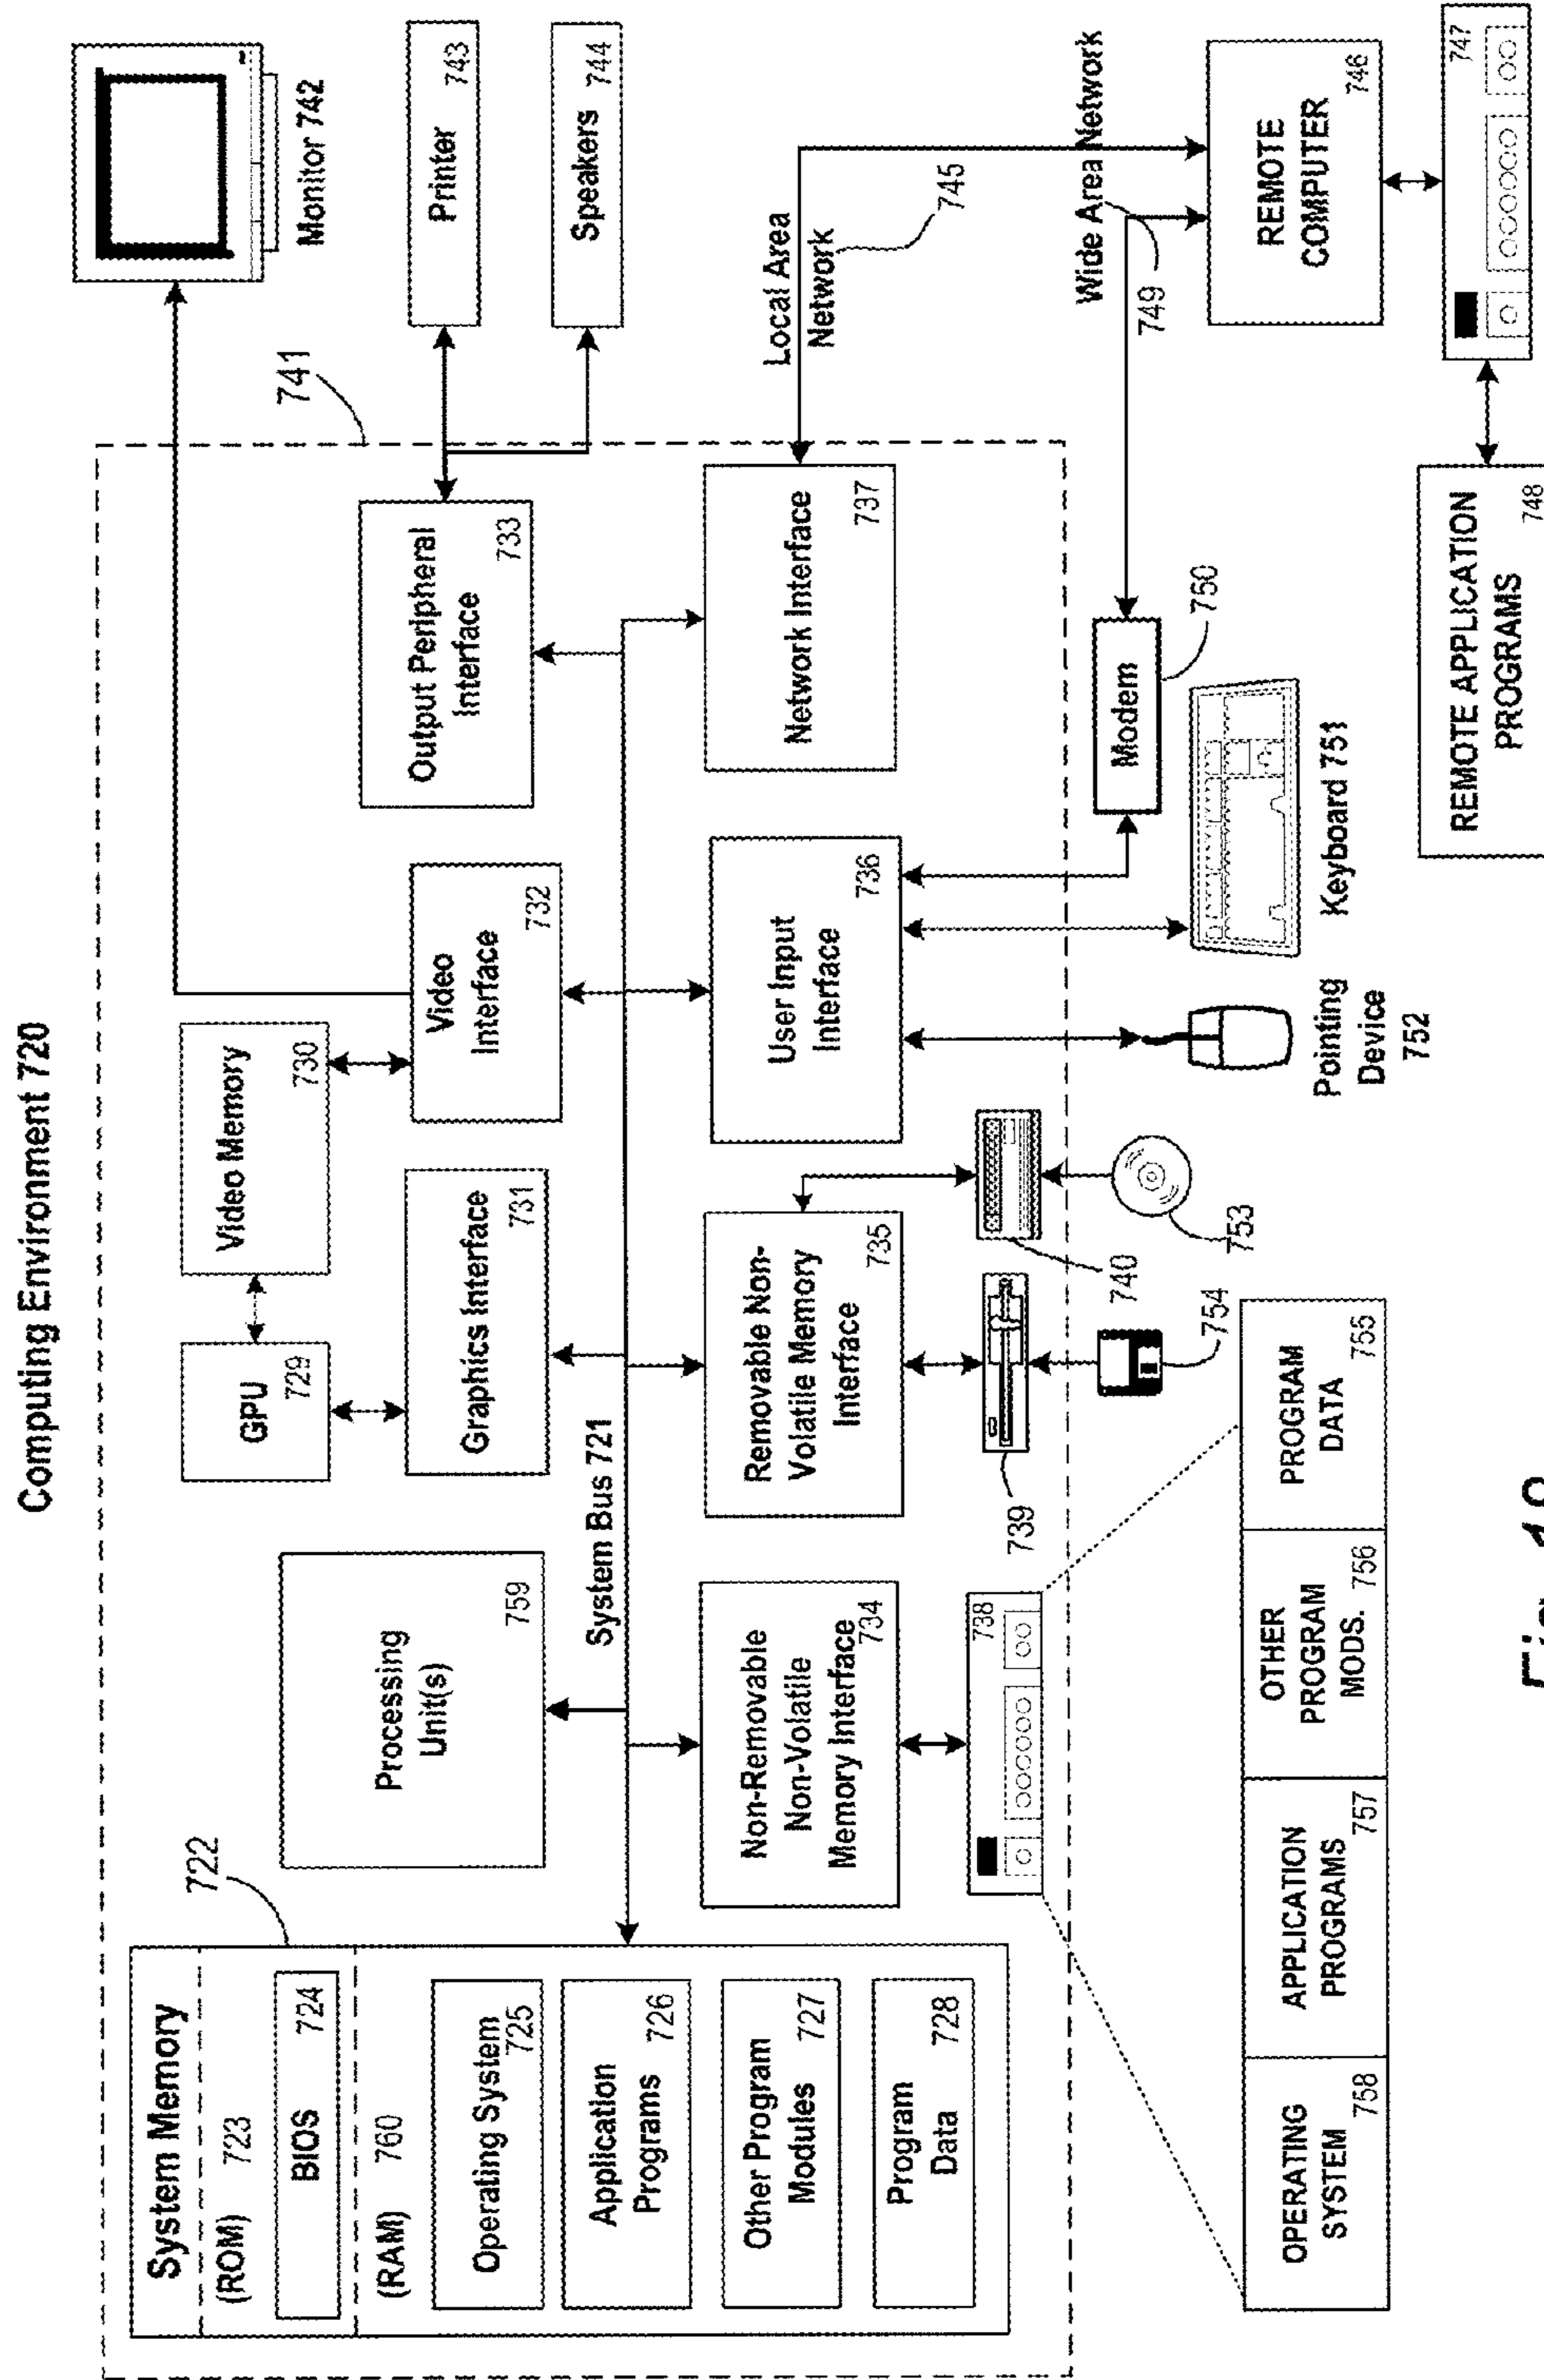 Computing Environment 720
System Memory
722
(ROM) 723
BIOS 724
(RAM) 760
Operating System
725
Application
Programs 726
Other Program
Modules 727
Program
Data 728
Processing
Unit(s)
759
GPU
729
Video Memory
730
Graphics Interface
731
Video
Interface
732
Output Peripheral
Interface
733
741
Monitor 742
Printer 743
Speakers 744
System Bus 721
Non-Removable
Non-Volatile
Memory Interface
734
Removable Non-
Volatile Memory
Interface
735
User Input
Interface
736
Network Interface
737
Local Area
Network
745
738
739
740
754
753
Pointing
Device
752
Keyboard 751
Modem
750
Wide Area Network
749
REMOTE
COMPUTER
746
747
REMOTE APPLICATION
PROGRAMS
748
OPERATING
SYSTEM
758
APPLICATION
PROGRAMS
757
OTHER
PROGRAM
MODS.
756
PROGRAM
DATA
755